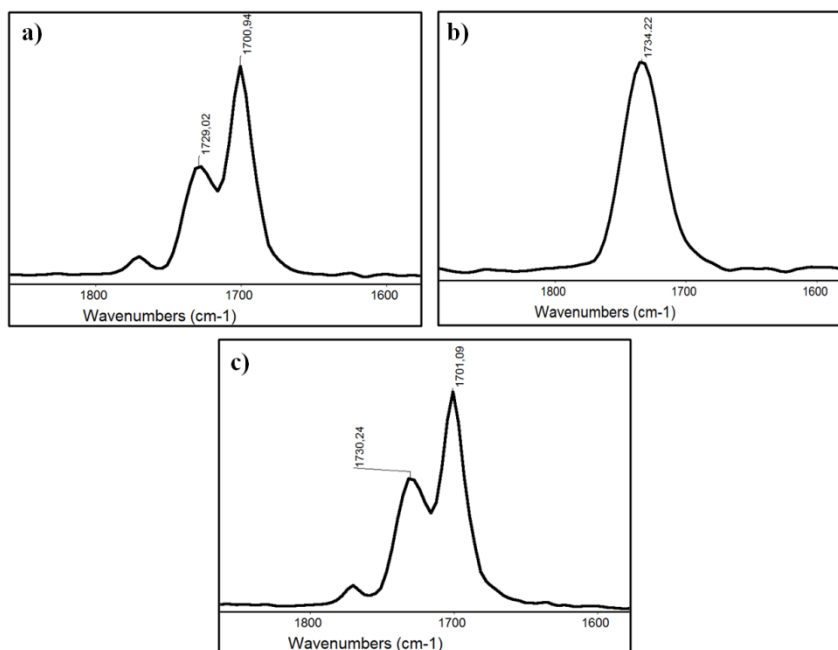 a)
1729,02
1700,94
1800
1700
1600
Wavenumbers (cm-1)
b)
1734.22
1800
1700
1600
Wavenumbers (cm-1)
c)
1730,24
1701,09
1800
1700
1600
Wavenumbers (cm-1)